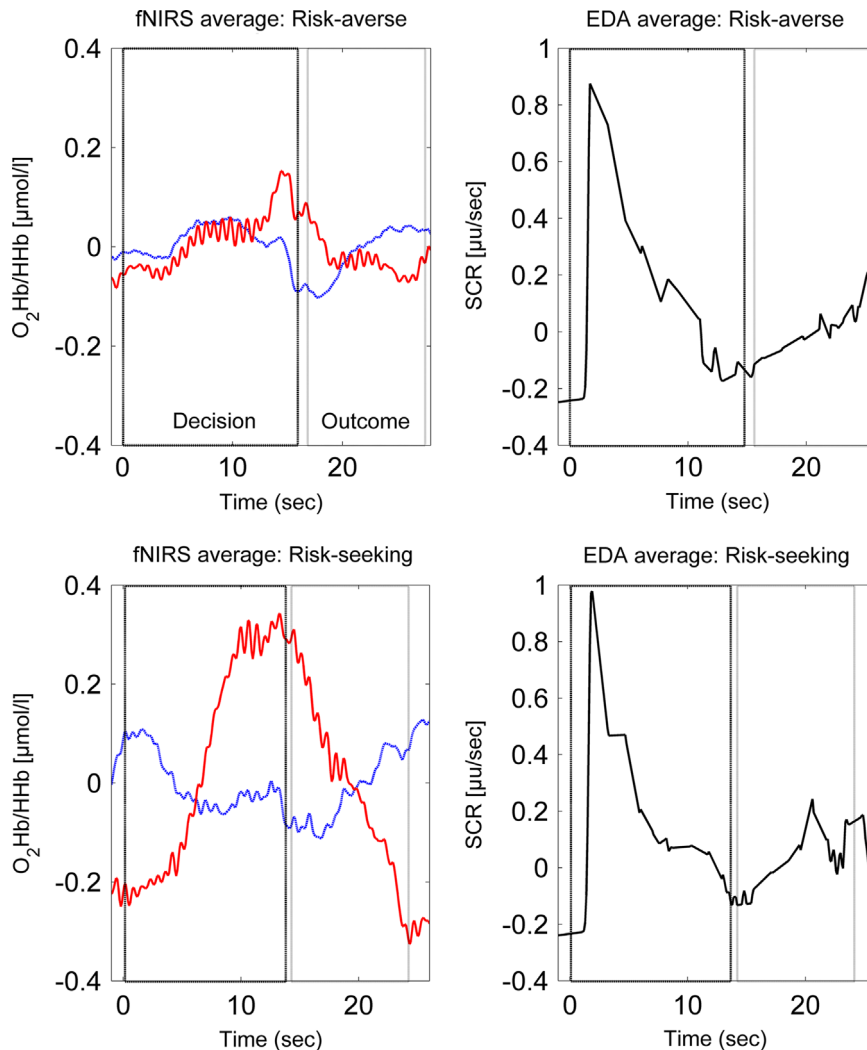 fNIRS average: Risk-averse
O2Hb/HHb [µmol/l]
0.4
0.2
0
-0.2
-0.4
Decision
Outcome
0 10 20
Time (sec)
EDA average: Risk-averse
SCR [µu/sec]
1
0.8
0.6
0.4
0.2
0
-0.2
-0.4
0 10 20
Time (sec)
fNIRS average: Risk-seeking
O2Hb/HHb [µmol/l]
0.4
0.2
0
-0.2
-0.4
0 10 20
Time (sec)
EDA average: Risk-seeking
SCR [µu/sec]
1
0.8
0.6
0.4
0.2
0
-0.2
-0.4
0 10 20
Time (sec)